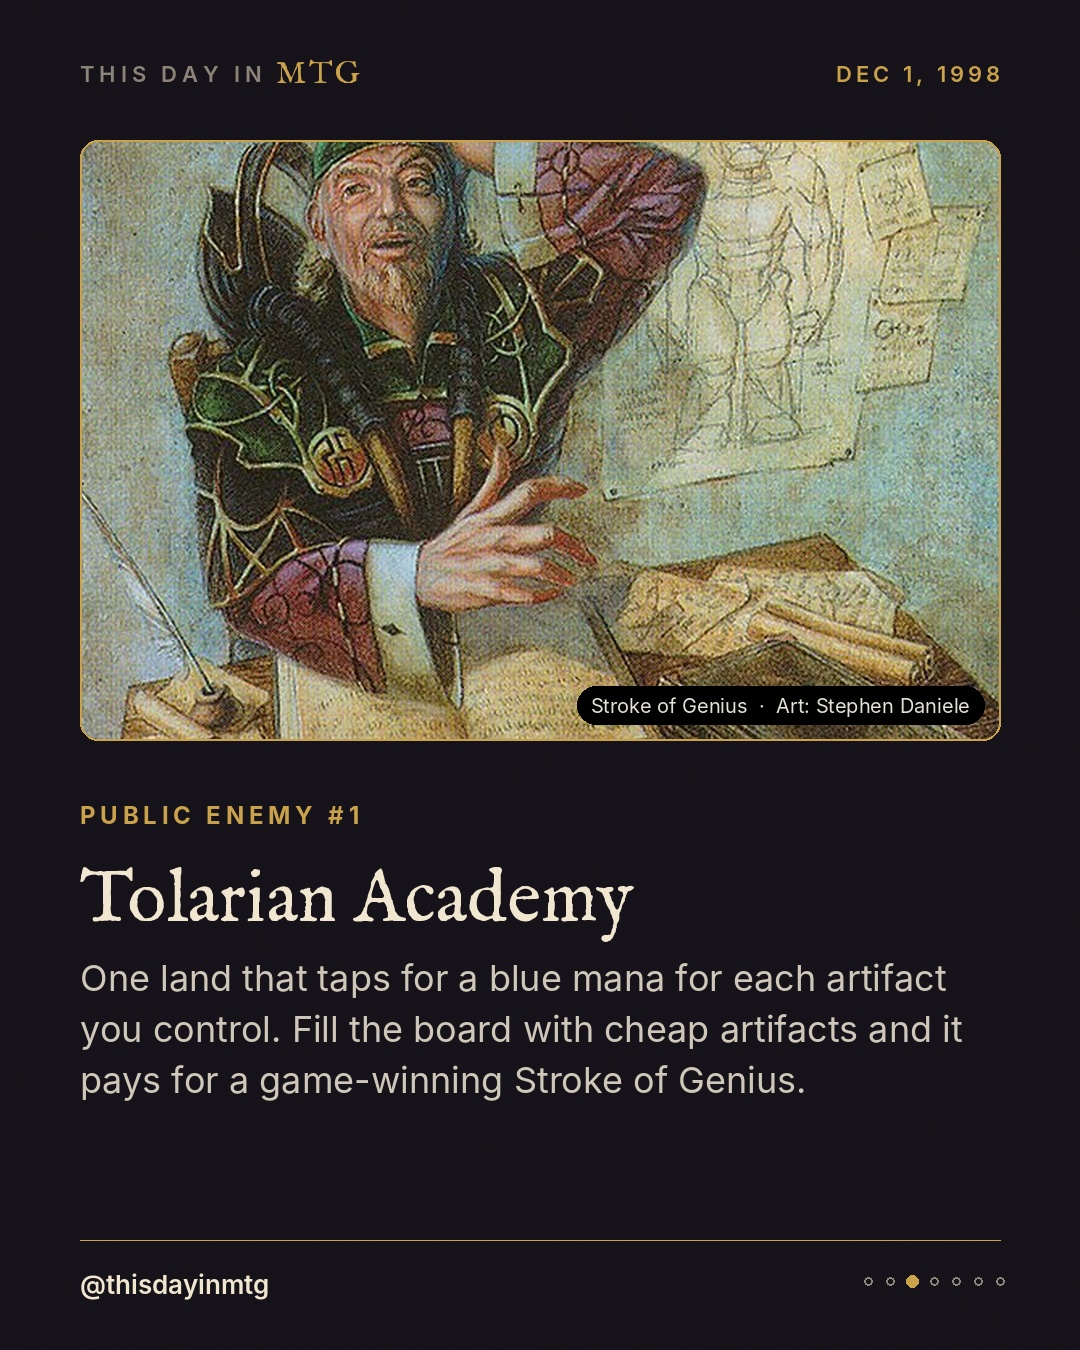 THIS DAY IN MTG
DEC 1, 1998
Stroke of Genius · Art: Stephen Daniele
PUBLIC ENEMY #1
Tolarian Academy
One land that taps for a blue mana for each artifact
you control. Fill the board with cheap artifacts and it
pays for a game-winning Stroke of Genius.
@thisdayinmtg